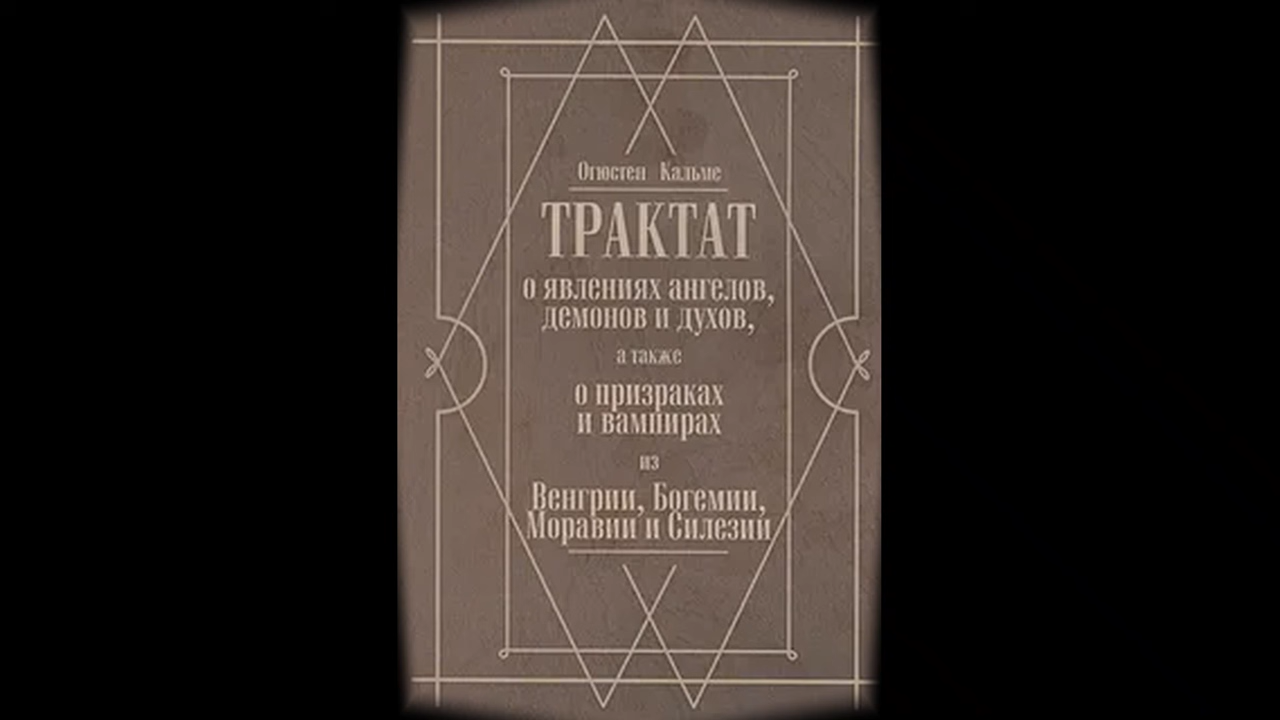 Огюстен Кальме
ТРАКТАТ
о явлениях ангелов,
демонов и духов,
а также
о призраках
и вампирах
из
Венгрии, Богемии,
Моравии и Силезии